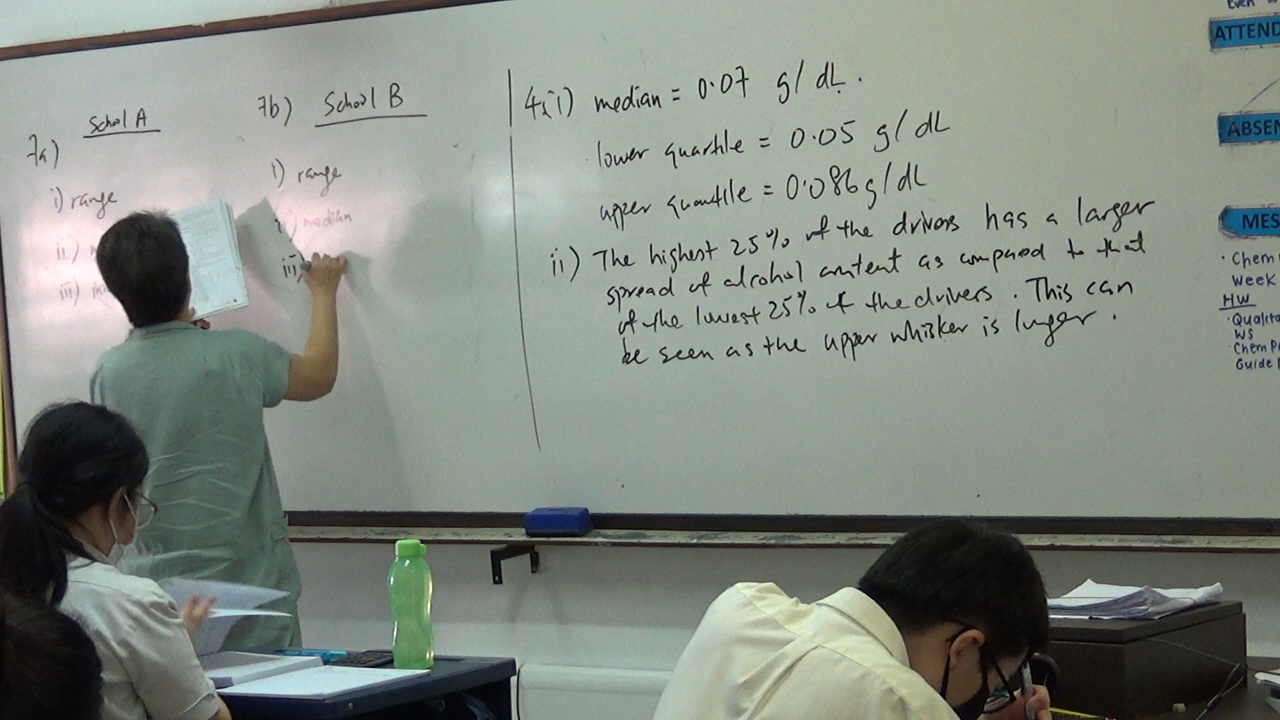 School A
7a)
i) range
ii)
iii)
7b) School B
i) range
ii) median
iii)
4i) median = 0.07 g/dL.
lower quartile = 0.05 g/dL
upper quartile = 0.086 g/dL
ii) The highest 25% of the drivers has a larger
spread of alcohol content as compared to that
of the lowest 25% of the drivers. This can
be seen as the upper whisker is larger.
ATTEND
ABSEN
MES
Chem
Week
HW
WS
Chem
Guide